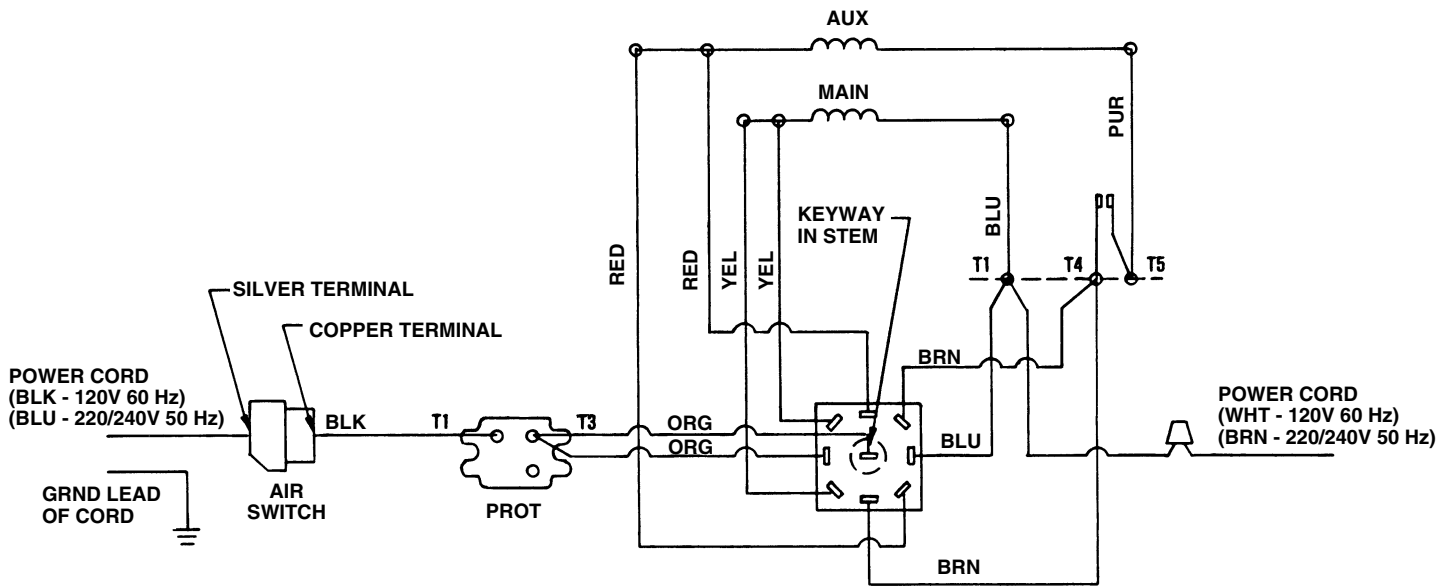 AUX
MAIN
PUR
KEYWAY
IN STEM
BLU
RED
RED
YEL
YEL
T1
T4
T5
SILVER TERMINAL
COPPER TERMINAL
BRN
POWER CORD
(BLK - 120V 60 Hz)
(BLU - 220/240V 50 Hz)
BLK
T1
T3
ORG
ORG
BLU
POWER CORD
(WHT - 120V 60 Hz)
(BRN - 220/240V 50 Hz)
GRND LEAD
OF CORD
AIR
SWITCH
PROT
BRN